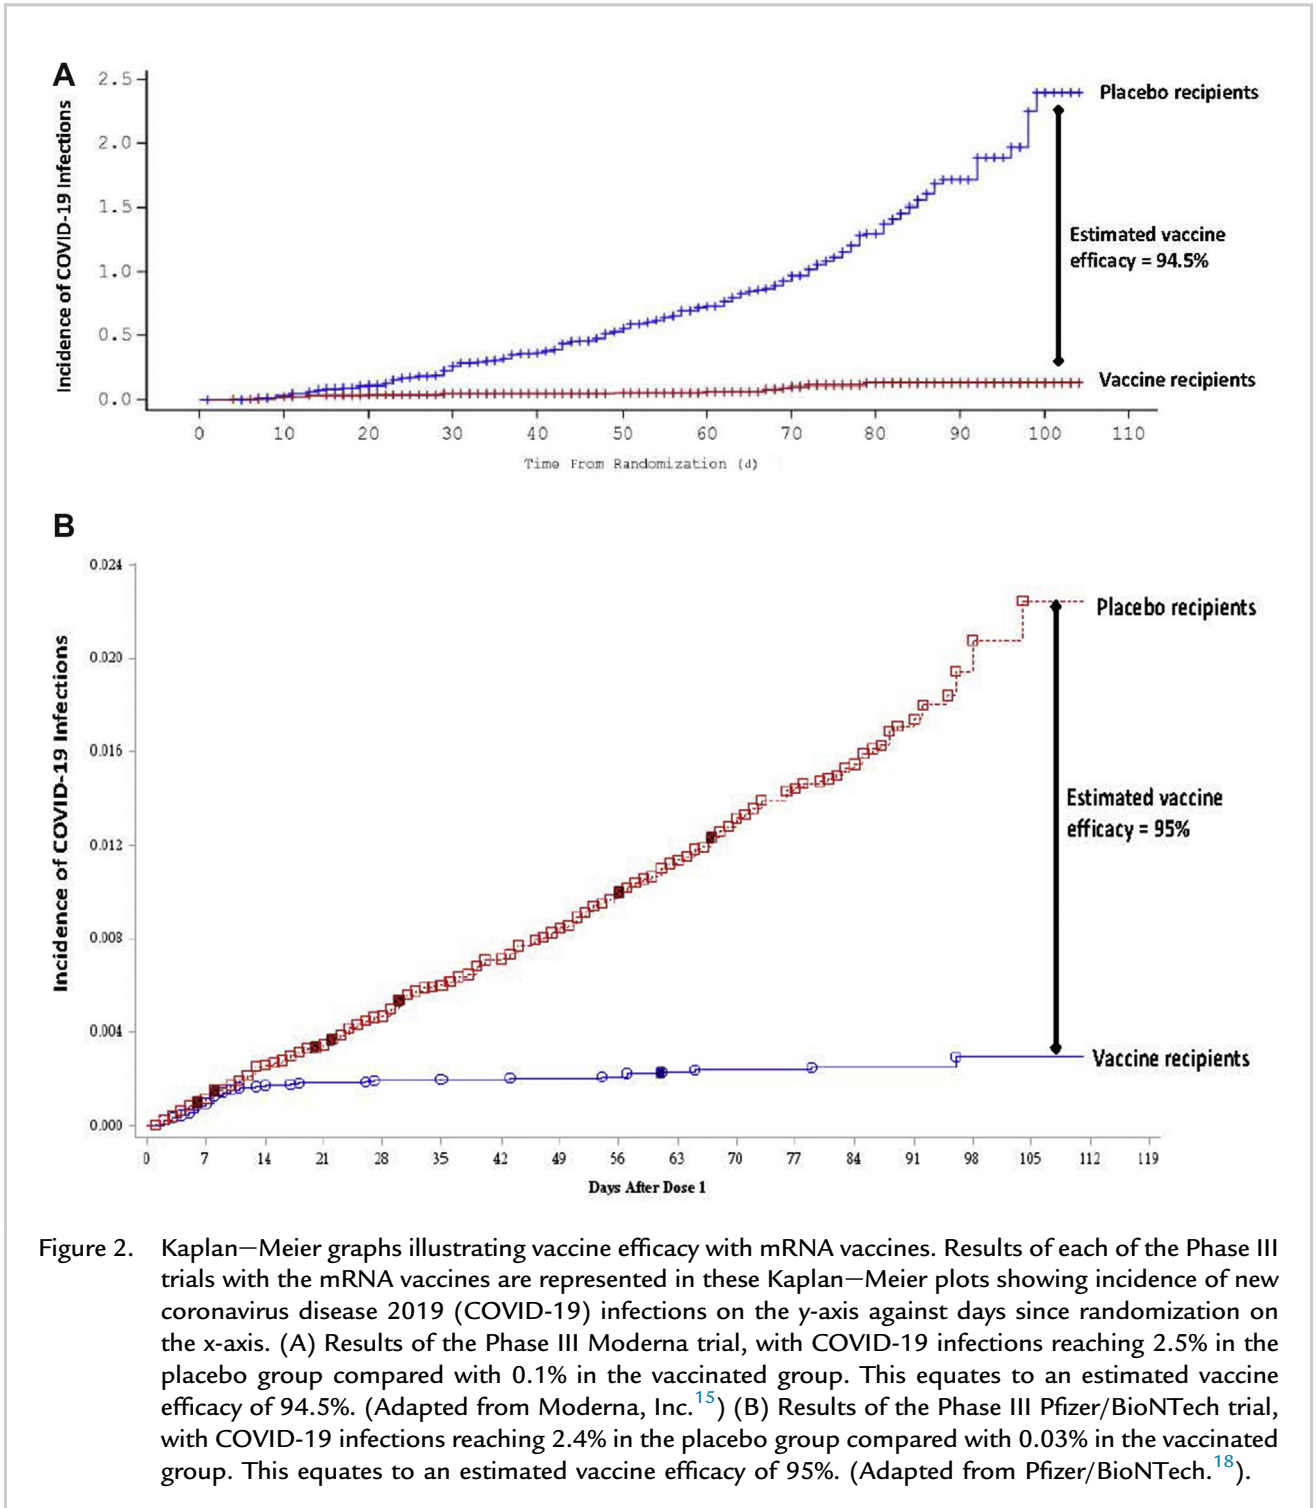 A
Incidence of COVID-19 Infections
2.5
2.0
1.5
1.0
0.5
0.0
Placebo recipients
Estimated vaccine
efficacy = 94.5%
Vaccine recipients
0 10 20 30 40 50 60 70 80 90 100 110
Time From Randomization (d)
B
Incidence of COVID-19 Infections
0.024
0.020
0.016
0.012
0.008
0.004
0.000
Placebo recipients
Estimated vaccine
efficacy = 95%
Vaccine recipients
0 7 14 21 28 35 42 49 56 63 70 77 84 91 98 105 112 119
Days After Dose 1
Figure 2. Kaplan–Meier graphs illustrating vaccine efficacy with mRNA vaccines. Results of each of the Phase III
trials with the mRNA vaccines are represented in these Kaplan–Meier plots showing incidence of new
coronavirus disease 2019 (COVID-19) infections on the y-axis against days since randomization on
the x-axis. (A) Results of the Phase III Moderna trial, with COVID-19 infections reaching 2.5% in the
placebo group compared with 0.1% in the vaccinated group. This equates to an estimated vaccine
efficacy of 94.5%. (Adapted from Moderna, Inc.15) (B) Results of the Phase III Pfizer/BioNTech trial,
with COVID-19 infections reaching 2.4% in the placebo group compared with 0.03% in the vaccinated
group. This equates to an estimated vaccine efficacy of 95%. (Adapted from Pfizer/BioNTech.18).